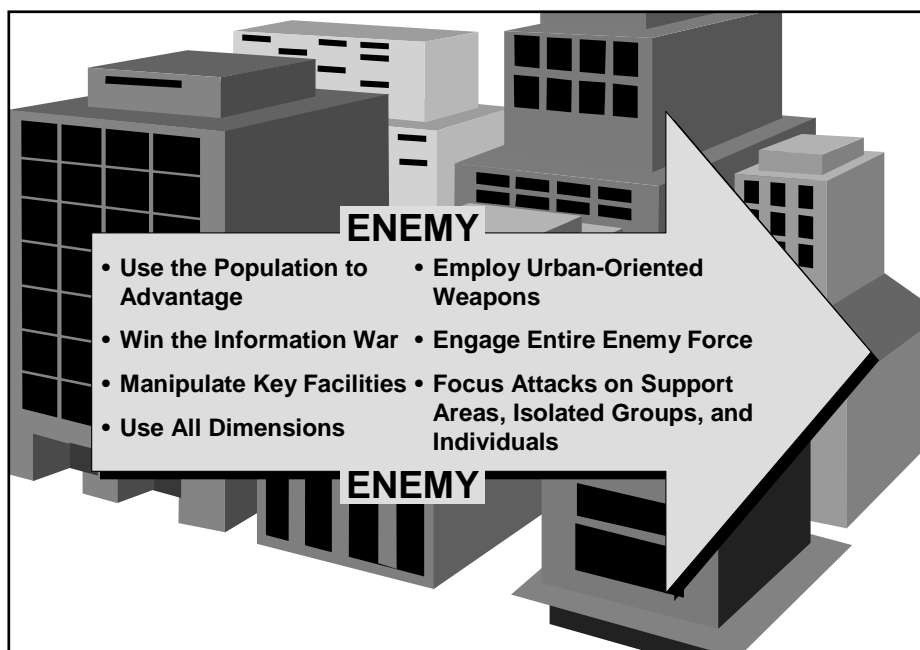 ENEMY
• Use the Population to
Advantage
• Win the Information War
• Manipulate Key Facilities
• Use All Dimensions
• Employ Urban-Oriented
Weapons
• Engage Entire Enemy Force
• Focus Attacks on Support
Areas, Isolated Groups, and
Individuals
ENEMY